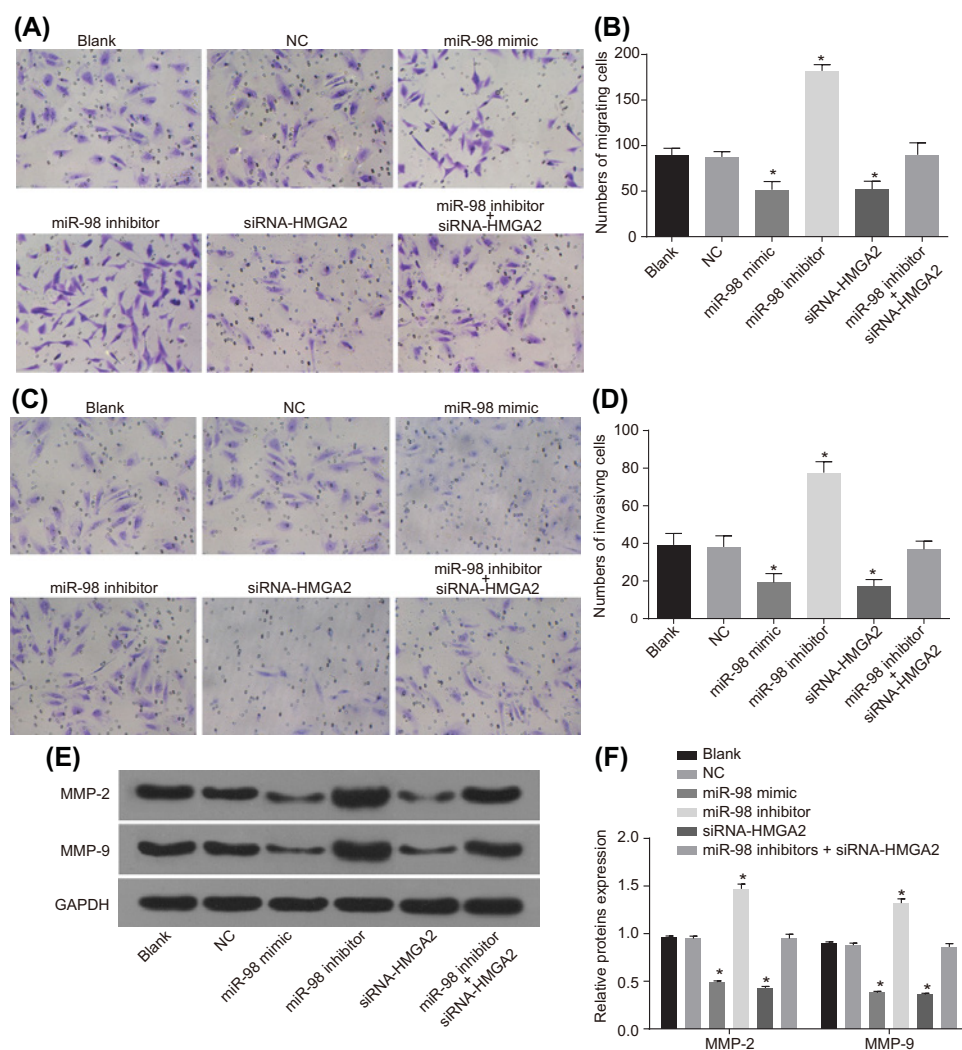 (A)
Blank
NC
miR-98 mimic
miR-98 inhibitor
siRNA-HMGA2
miR-98 inhibitor
+
siRNA-HMGA2
(B)
Numbers of migrating cells
200
150
100
50
0
*
*
*
Blank
NC
miR-98 mimic
miR-98 inhibitor
siRNA-HMGA2
miR-98 inhibitor
+
siRNA-HMGA2
(C)
Blank
NC
miR-98 mimic
miR-98 inhibitor
siRNA-HMGA2
miR-98 inhibitor
+
siRNA-HMGA2
(D)
Numbers of invasivng cells
100
80
60
40
20
0
*
*
*
Blank
NC
miR-98 mimic
miR-98 inhibitor
siRNA-HMGA2
miR-98 inhibitor
+
siRNA-HMGA2
(E)
MMP-2
MMP-9
GAPDH
Blank
NC
miR-98 mimic
miR-98 inhibitor
siRNA-HMGA2
miR-98 inhibitor
+
siRNA-HMGA2
(F)
Blank
NC
miR-98 mimic
miR-98 inhibitor
siRNA-HMGA2
miR-98 inhibitors + siRNA-HMGA2
Relative proteins expression
2.0
1.5
1.0
0.5
0.0
*
*
*
*
*
*
MMP-2
MMP-9